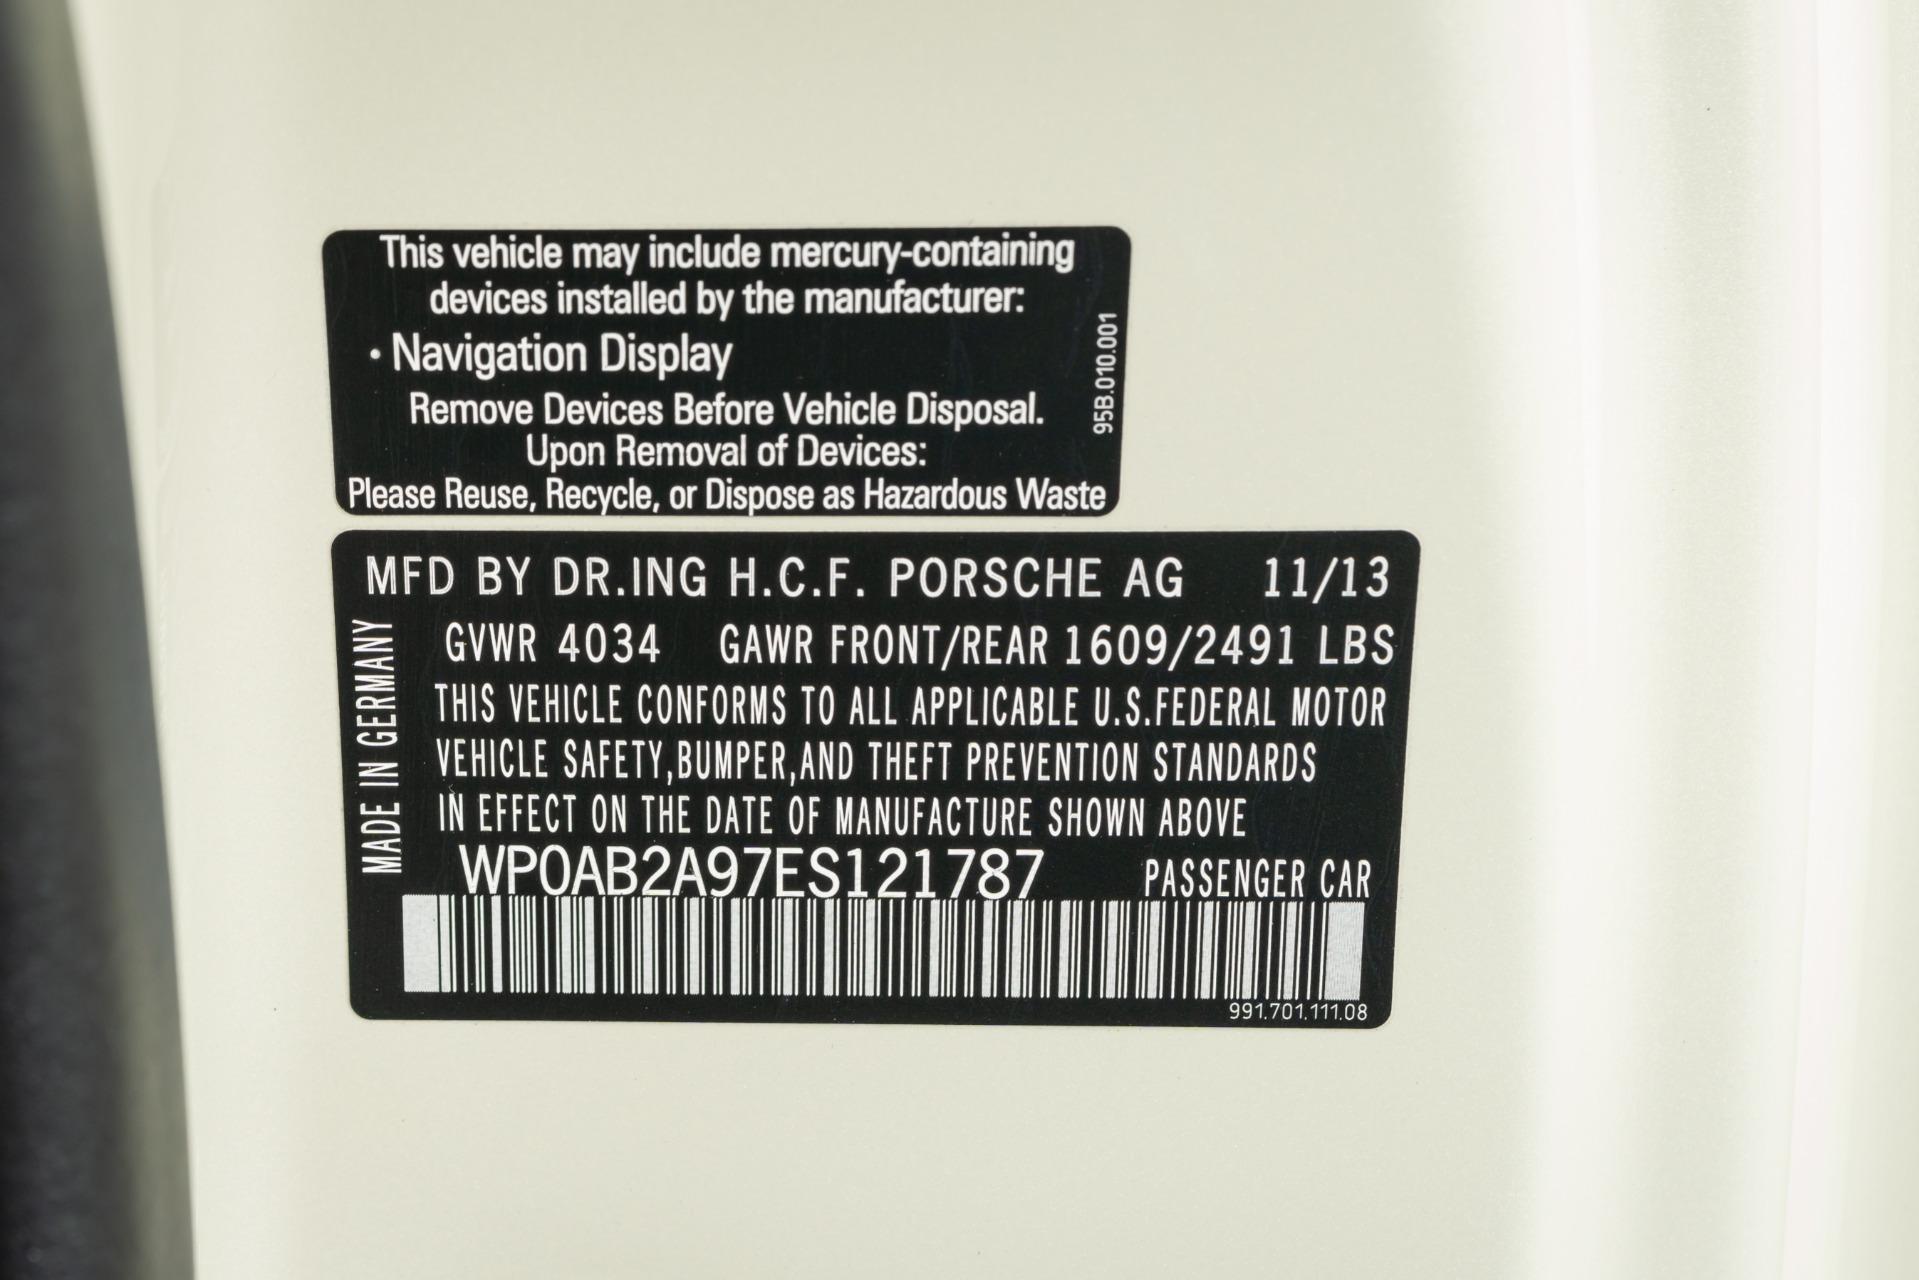 This vehicle may include mercury-containing
devices installed by the manufacturer:
• Navigation Display
Remove Devices Before Vehicle Disposal.
Upon Removal of Devices:
Please Reuse, Recycle, or Dispose as Hazardous Waste
95B.010.001
MFD BY DR.ING H.C.F. PORSCHE AG 11/13
GVWR 4034 GAWR FRONT/REAR 1609/2491 LBS
THIS VEHICLE CONFORMS TO ALL APPLICABLE U.S.FEDERAL MOTOR
VEHICLE SAFETY,BUMPER,AND THEFT PREVENTION STANDARDS
IN EFFECT ON THE DATE OF MANUFACTURE SHOWN ABOVE
WP0AB2A97ES121787 PASSENGER CAR
MADE IN GERMANY
991.701.111.08